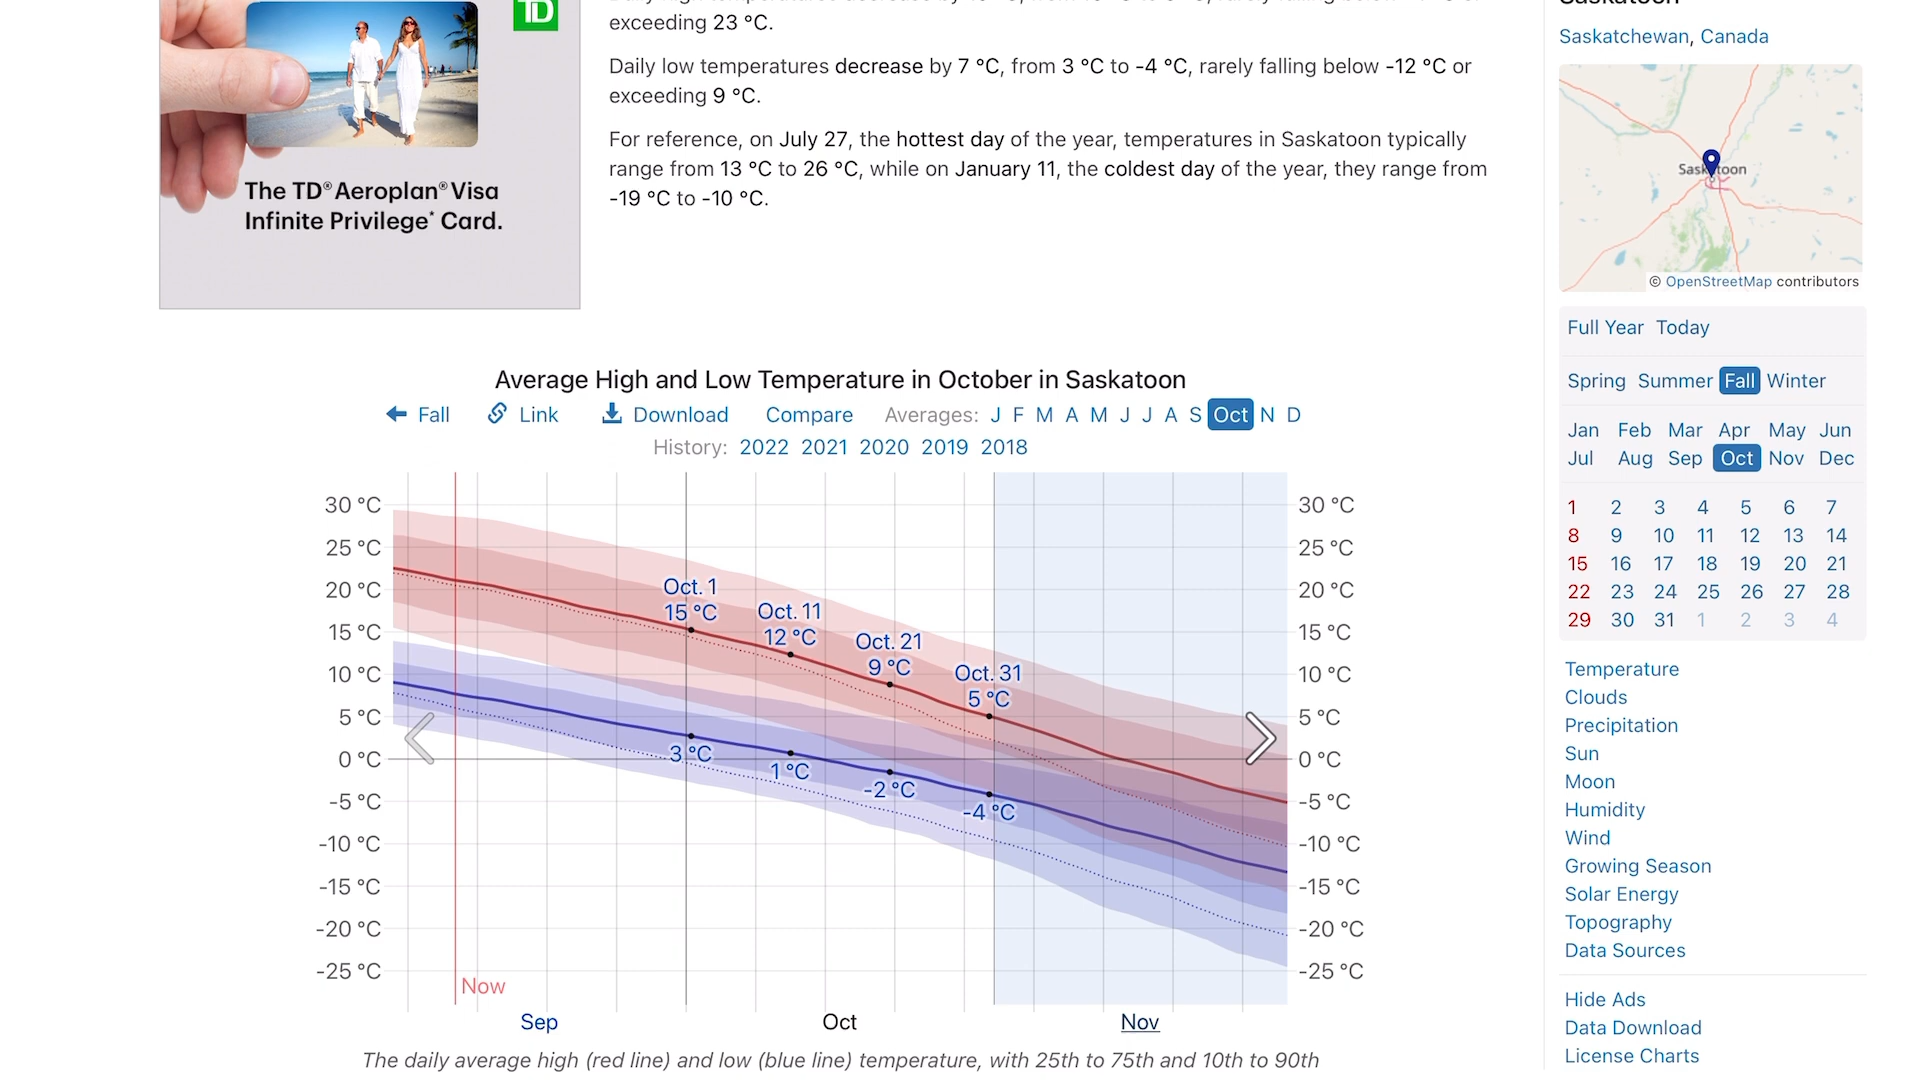 TD
The TD® Aeroplan® Visa
Infinite Privilege* Card.
exceeding 23 °C.
Daily low temperatures decrease by 7 °C, from 3 °C to -4 °C, rarely falling below -12 °C or
exceeding 9 °C.
For reference, on July 27, the hottest day of the year, temperatures in Saskatoon typically
range from 13 °C to 26 °C, while on January 11, the coldest day of the year, they range from
-19 °C to -10 °C.
Average High and Low Temperature in October in Saskatoon
Fall Link Download Compare Averages: J F M A M J J A S Oct N D
History: 2022 2021 2020 2019 2018
30 °C 30 °C
25 °C 25 °C
20 °C 20 °C
15 °C 15 °C
10 °C 10 °C
5 °C 5 °C
0 °C 0 °C
-5 °C -5 °C
-10 °C -10 °C
-15 °C -15 °C
-20 °C -20 °C
-25 °C -25 °C
Oct. 1
15 °C
Oct. 11
12 °C
Oct. 21
9 °C
Oct. 31
5 °C
3 °C
1 °C
-2 °C
-4 °C
Now
Sep Oct Nov
The daily average high (red line) and low (blue line) temperature, with 25th to 75th and 10th to 90th
Saskatoon
Saskatchewan, Canada
Saskatoon
© OpenStreetMap contributors
Full Year Today
Spring Summer Fall Winter
Jan Feb Mar Apr May Jun
Jul Aug Sep Oct Nov Dec
1 2 3 4 5 6 7
8 9 10 11 12 13 14
15 16 17 18 19 20 21
22 23 24 25 26 27 28
29 30 31 1 2 3 4
Temperature
Clouds
Precipitation
Sun
Moon
Humidity
Wind
Growing Season
Solar Energy
Topography
Data Sources
Hide Ads
Data Download
License Charts